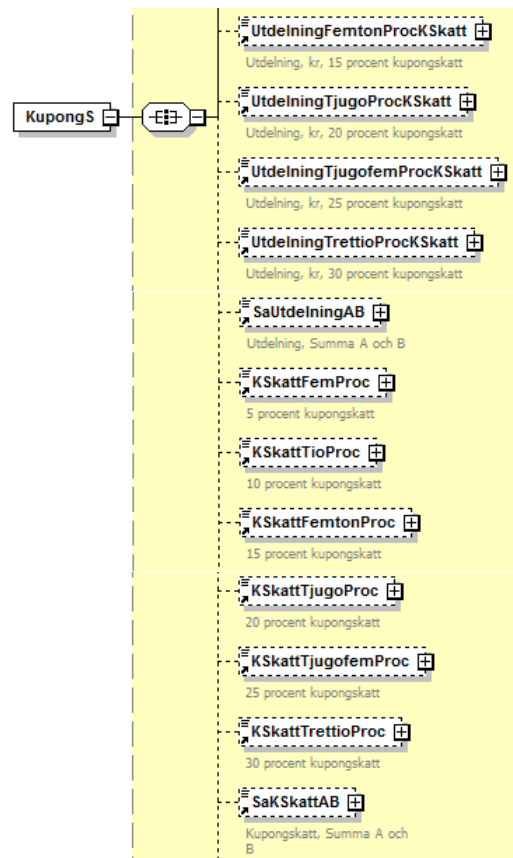 UtdelningFemtonProcKSkatt
Utdelning, kr, 15 procent kupongskatt
UtdelningTjugoProcKSkatt
KupongS
Utdelning, kr, 20 procent kupongskatt
UtdelningTjugofemProcKSkatt
Utdelning, kr, 25 procent kupongskatt
UtdelningTrettioProcKSkatt
Utdelning, kr, 30 procent kupongskatt
SaUtdelningAB
Utdelning, Summa A och B
KSkattFemProc
5 procent kupongskatt
KSkattTioProc
10 procent kupongskatt
KSkattFemtonProc
15 procent kupongskatt
KSkattTjugoProc
20 procent kupongskatt
KSkattTjugofemProc
25 procent kupongskatt
KSkattTrettioProc
30 procent kupongskatt
SaKSkattAB
Kupongskatt, Summa A och
B